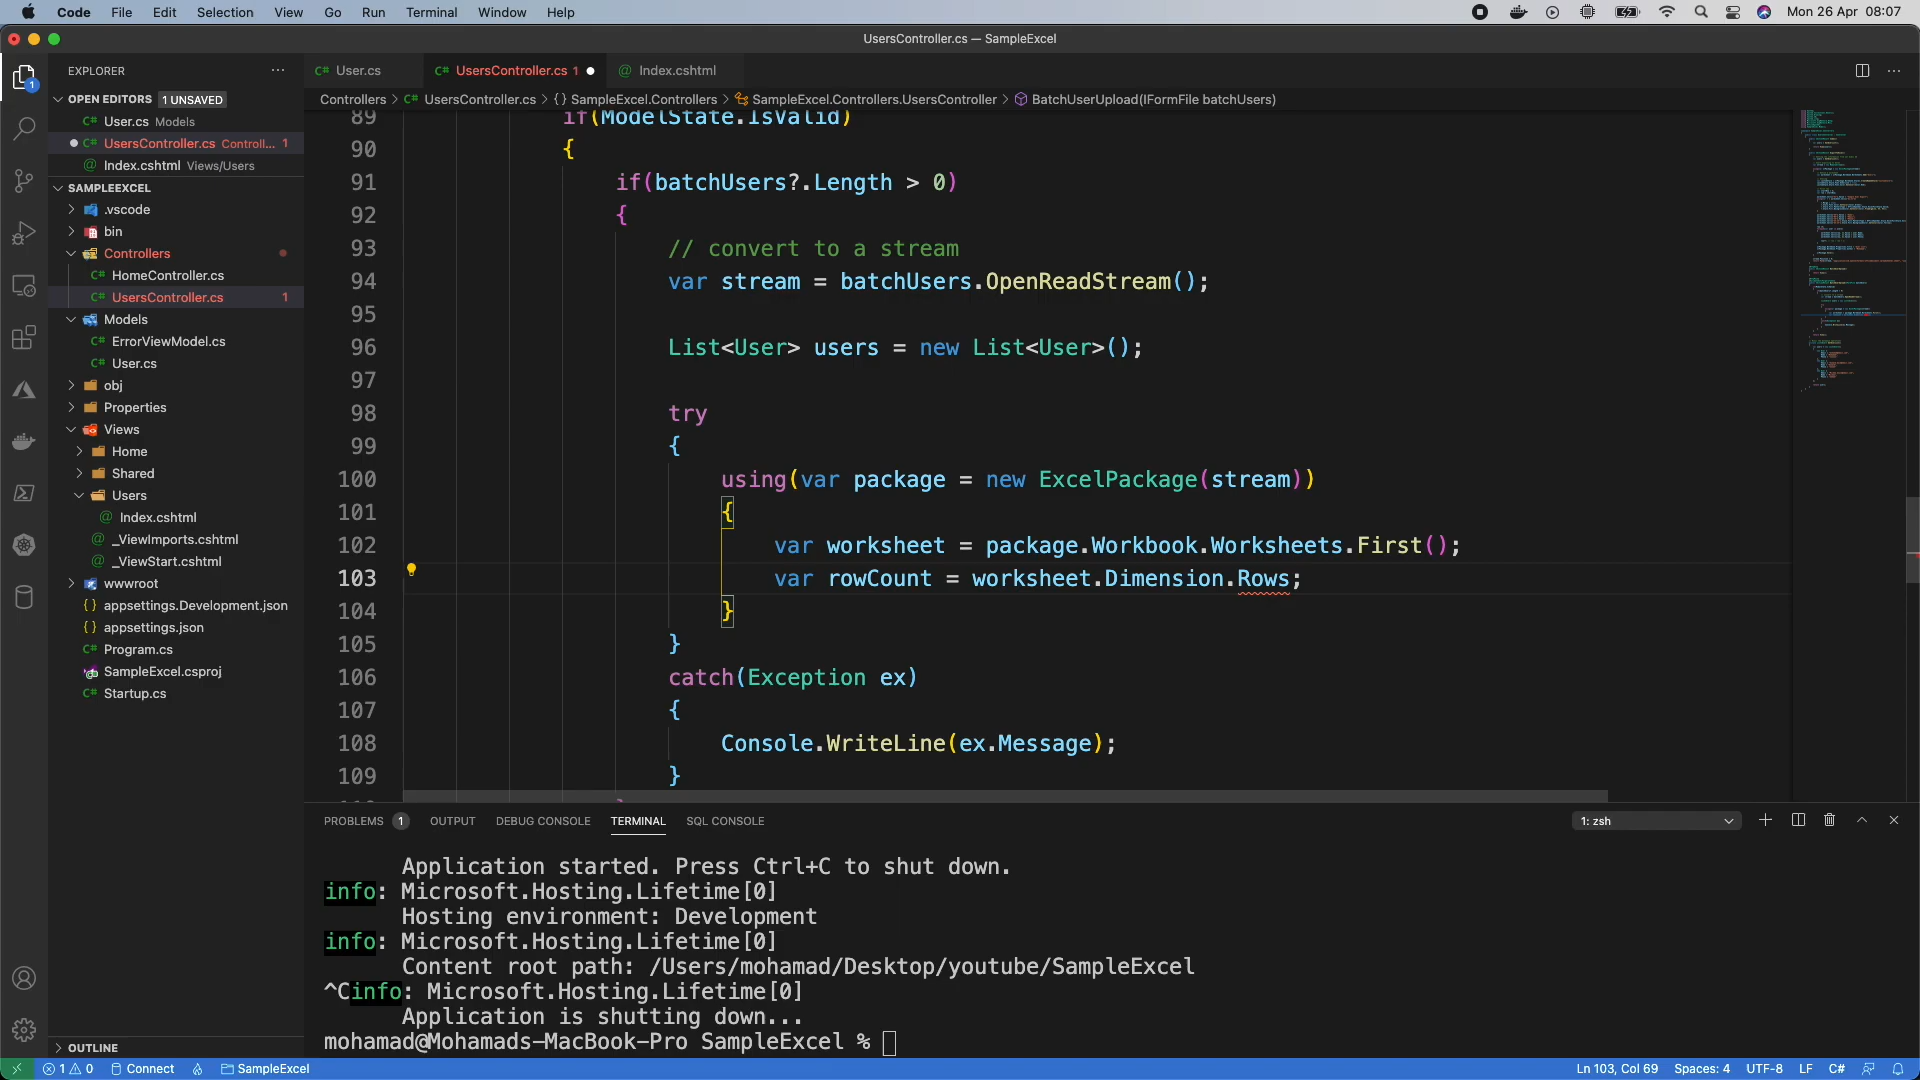 Code File Edit Selection View Go Run Terminal Window Help
Mon 26 Apr 08:07
UsersController.cs — SampleExcel
EXPLORER
OPEN EDITORS 1 UNSAVED
User.cs Models
UsersController.cs Controll... 1
Index.cshtml Views/Users
SAMPLEEXCEL
.vscode
bin
Controllers
HomeController.cs
UsersController.cs 1
Models
ErrorViewModel.cs
User.cs
obj
Properties
Views
Home
Shared
Users
Index.cshtml
_ViewImports.cshtml
_ViewStart.cshtml
wwwroot
appsettings.Development.json
appsettings.json
Program.cs
SampleExcel.csproj
Startup.cs
OUTLINE
User.cs UsersController.cs 1 Index.cshtml
Controllers > UsersController.cs > {} SampleExcel.Controllers > SampleExcel.Controllers.UsersController > BatchUserUpload(IFormFile batchUsers)
89 if(ModelState.IsValid)
90 {
91 if(batchUsers?.Length > 0)
92 {
93 // convert to a stream
94 var stream = batchUsers.OpenReadStream();
95
96 List<User> users = new List<User>();
97
98 try
99 {
100 using(var package = new ExcelPackage(stream))
101 {
102 var worksheet = package.Workbook.Worksheets.First();
103 var rowCount = worksheet.Dimension.Rows;
104 }
105 }
106 catch(Exception ex)
107 {
108 Console.WriteLine(ex.Message);
109 }
PROBLEMS 1 OUTPUT DEBUG CONSOLE TERMINAL SQL CONSOLE 1: zsh
Application started. Press Ctrl+C to shut down.
info: Microsoft.Hosting.Lifetime[0]
Hosting environment: Development
info: Microsoft.Hosting.Lifetime[0]
Content root path: /Users/mohamad/Desktop/youtube/SampleExcel
^Cinfo: Microsoft.Hosting.Lifetime[0]
Application is shutting down...
mohamad@Mohamads-MacBook-Pro SampleExcel %
1 0 Connect SampleExcel Ln 103, Col 69 Spaces: 4 UTF-8 LF C#